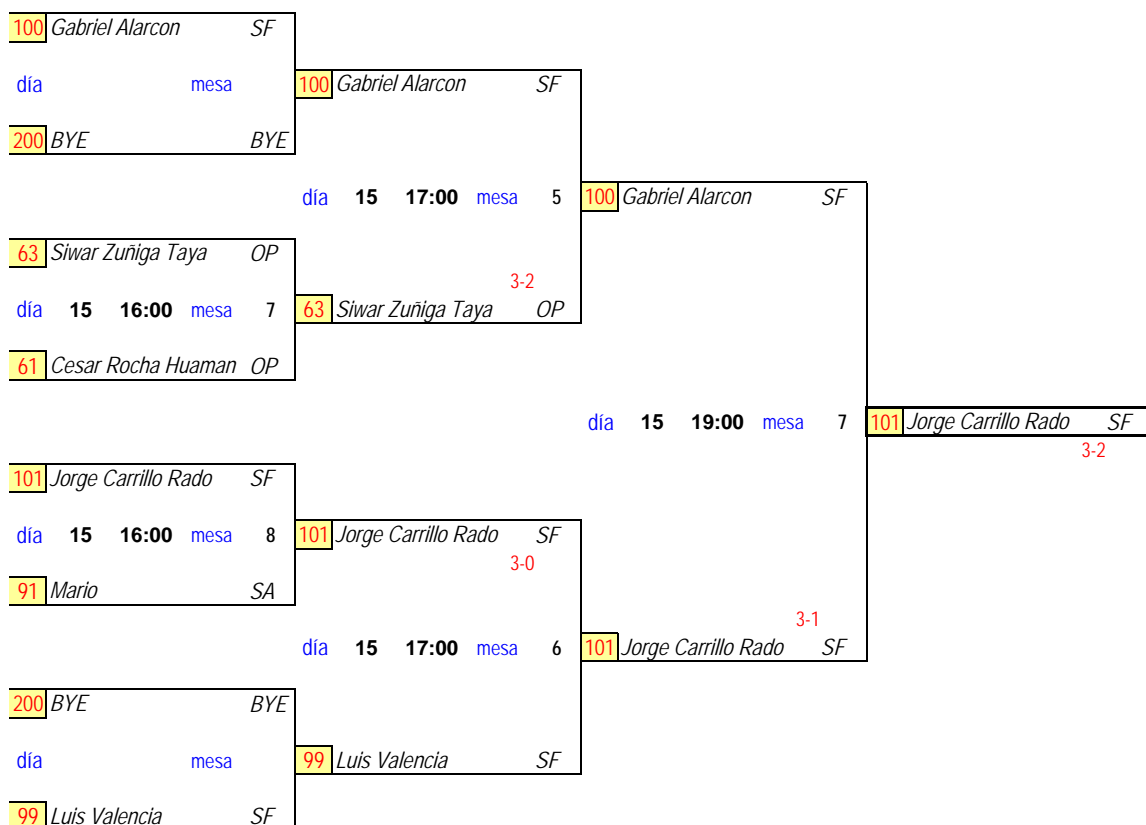 100 Gabriel Alarcon SF
día mesa 100 Gabriel Alarcon SF
200 BYE BYE
día 15 17:00 mesa 5 100 Gabriel Alarcon SF
63 Siwar Zuñiga Taya OP
3-2
día 15 16:00 mesa 7 63 Siwar Zuñiga Taya OP
61 Cesar Rocha Huaman OP
día 15 19:00 mesa 7 101 Jorge Carrillo Rado SF
3-2
101 Jorge Carrillo Rado SF
día 15 16:00 mesa 8 101 Jorge Carrillo Rado SF
3-0
91 Mario SA
3-1
día 15 17:00 mesa 6 101 Jorge Carrillo Rado SF
200 BYE BYE
día mesa 99 Luis Valencia SF
99 Luis Valencia SF